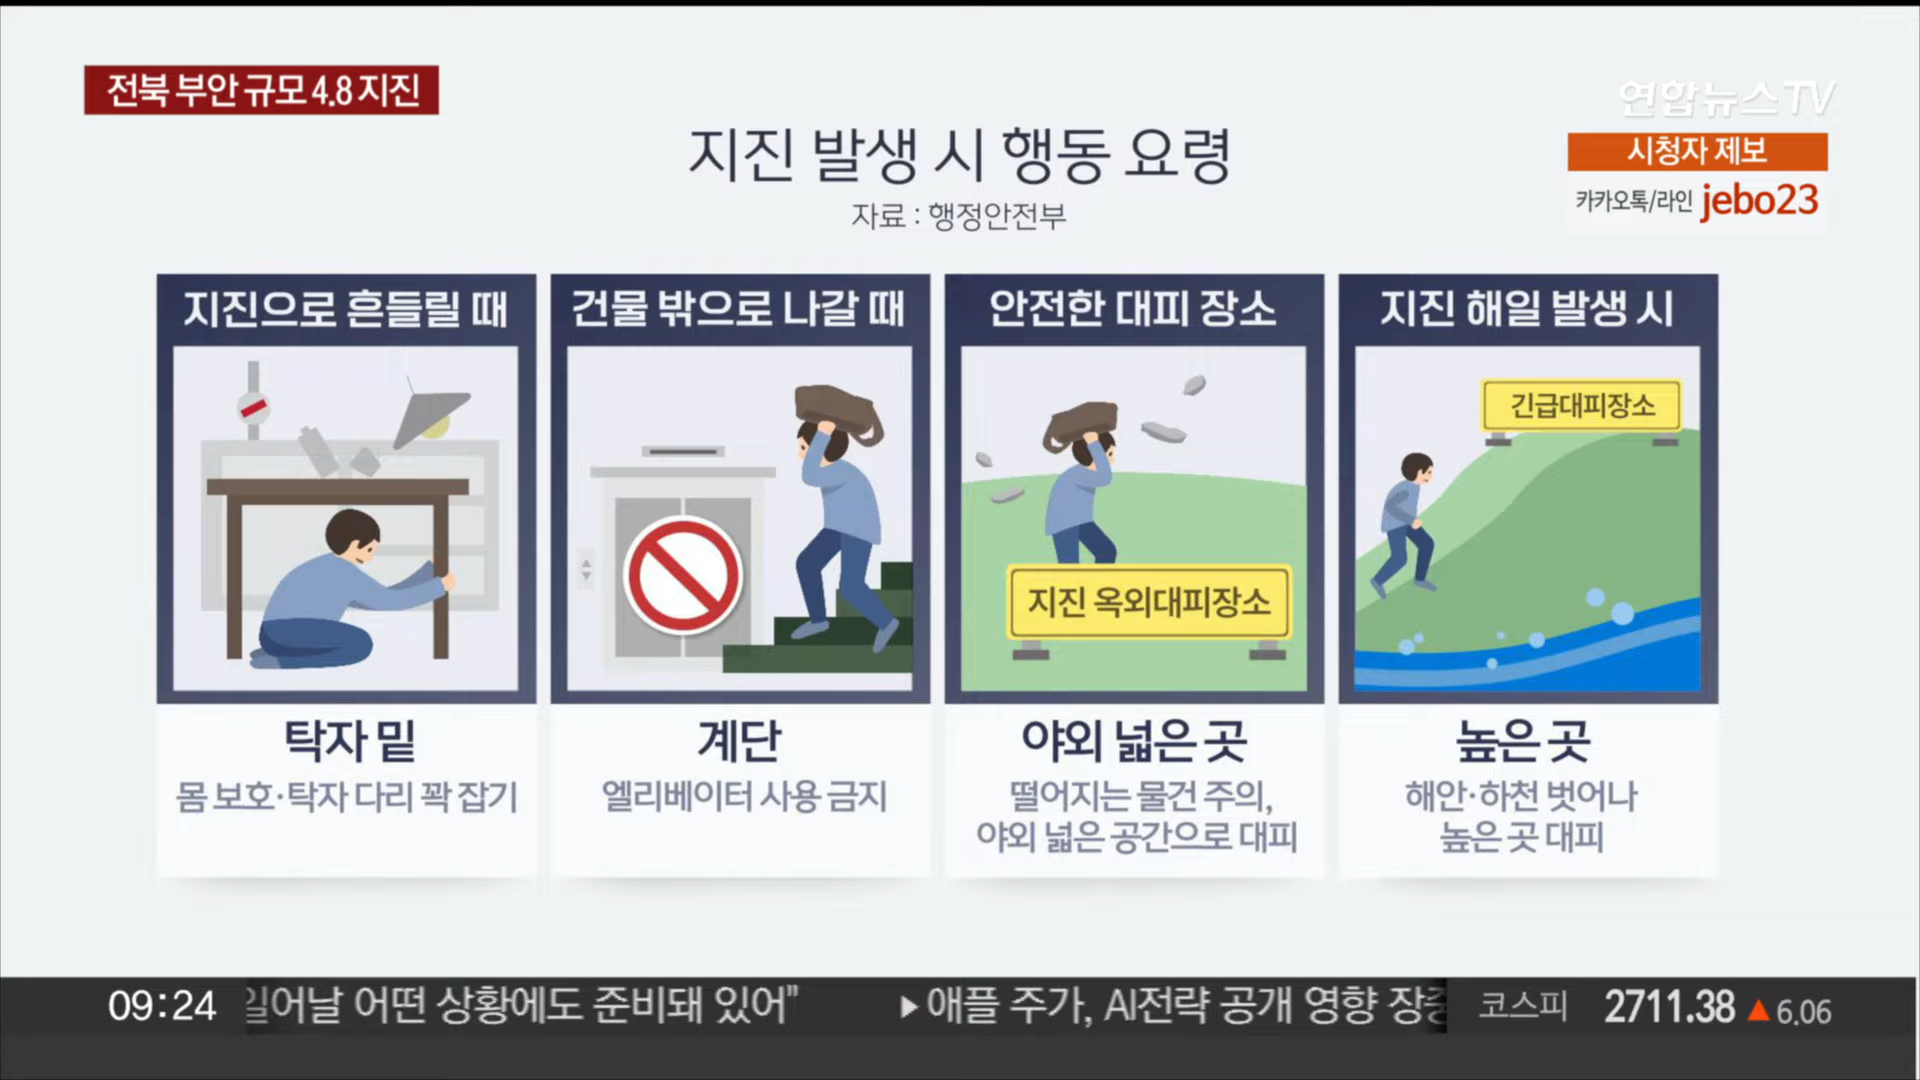 전북 부안 규모 4.8 지진
연합뉴스TV
시청자 제보
카카오톡/라인 jebo23
지진 발생 시 행동 요령
자료 : 행정안전부
지진으로 흔들릴 때
탁자 밑
몸 보호·탁자 다리 꽉 잡기
건물 밖으로 나갈 때
계단
엘리베이터 사용 금지
안전한 대피 장소
지진 옥외대피장소
야외 넓은 곳
떨어지는 물건 주의,
야외 넓은 공간으로 대피
지진 해일 발생 시
긴급대피장소
높은 곳
해안·하천 벗어나
높은 곳 대피
09:24 일어날 어떤 상황에도 준비돼 있어” ▶애플 주가, AI전략 공개 영향 코스피 2711.38 ▲6.06